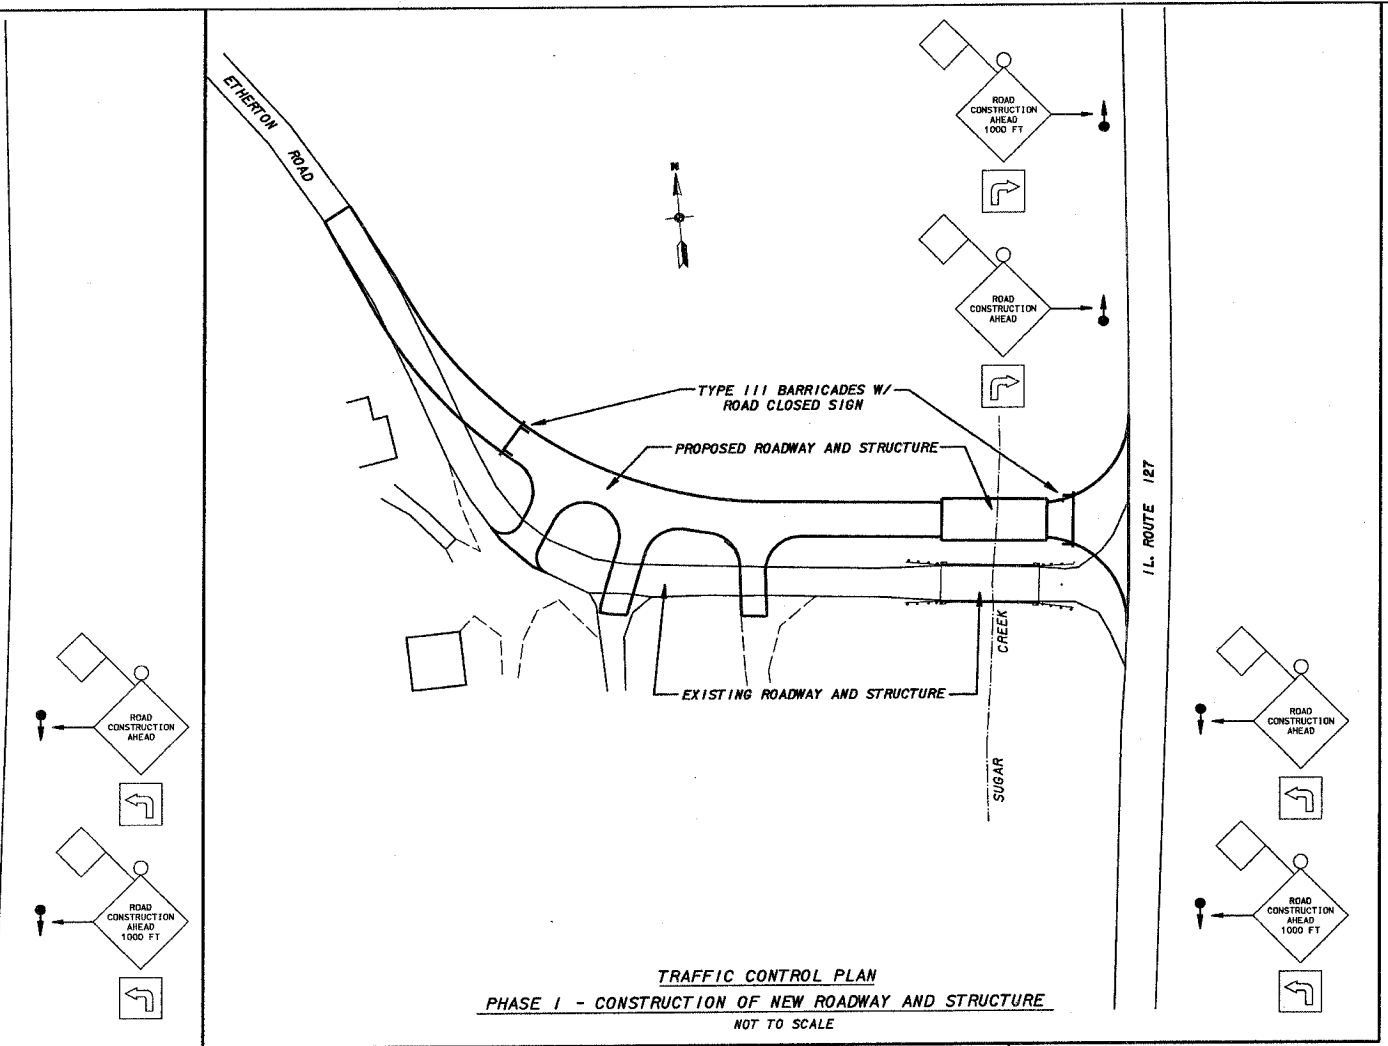 ETHERTON
ROAD
N
ROAD
CONSTRUCTION
AHEAD
1000 FT
ROAD
CONSTRUCTION
AHEAD
TYPE III BARRICADES W/
ROAD CLOSED SIGN
PROPOSED ROADWAY AND STRUCTURE
IL. ROUTE 127
SUGAR CREEK
EXISTING ROADWAY AND STRUCTURE
ROAD
CONSTRUCTION
AHEAD
ROAD
CONSTRUCTION
AHEAD
1000 FT
ROAD
CONSTRUCTION
AHEAD
ROAD
CONSTRUCTION
AHEAD
1000 FT
TRAFFIC CONTROL PLAN
PHASE I - CONSTRUCTION OF NEW ROADWAY AND STRUCTURE
NOT TO SCALE